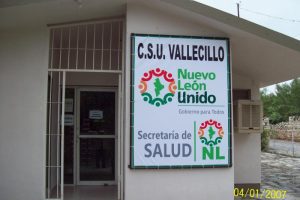 C.S.U. VALLECILLO
Nuevo
León
Unido
Gobierno para Todos
Secretaría de
SALUD
NL
04/01/2007